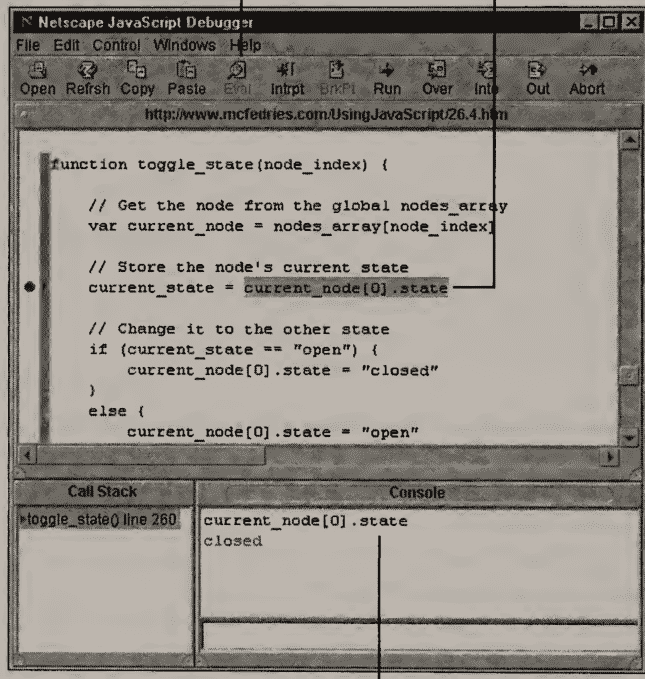 Netscape JavaScript Debugger
File Edit Control Windows Help
Open Refrsh Copy Paste Eval Intrpt BrkPt Run Over Into Out Abort
http://www.mcfedries.com/UsingJavaScript/26.4.htm
function toggle_state(node_index) {
// Get the node from the global nodes_array
var current_node = nodes_array[node_index]
// Store the node's current state
current_state = current_node[0].state
// Change it to the other state
if (current_state == "open") {
current_node[0].state = "closed"
}
else {
current_node[0].state = "open"
Call Stack
Console
toggle_state() line 260
current_node[0].state
closed